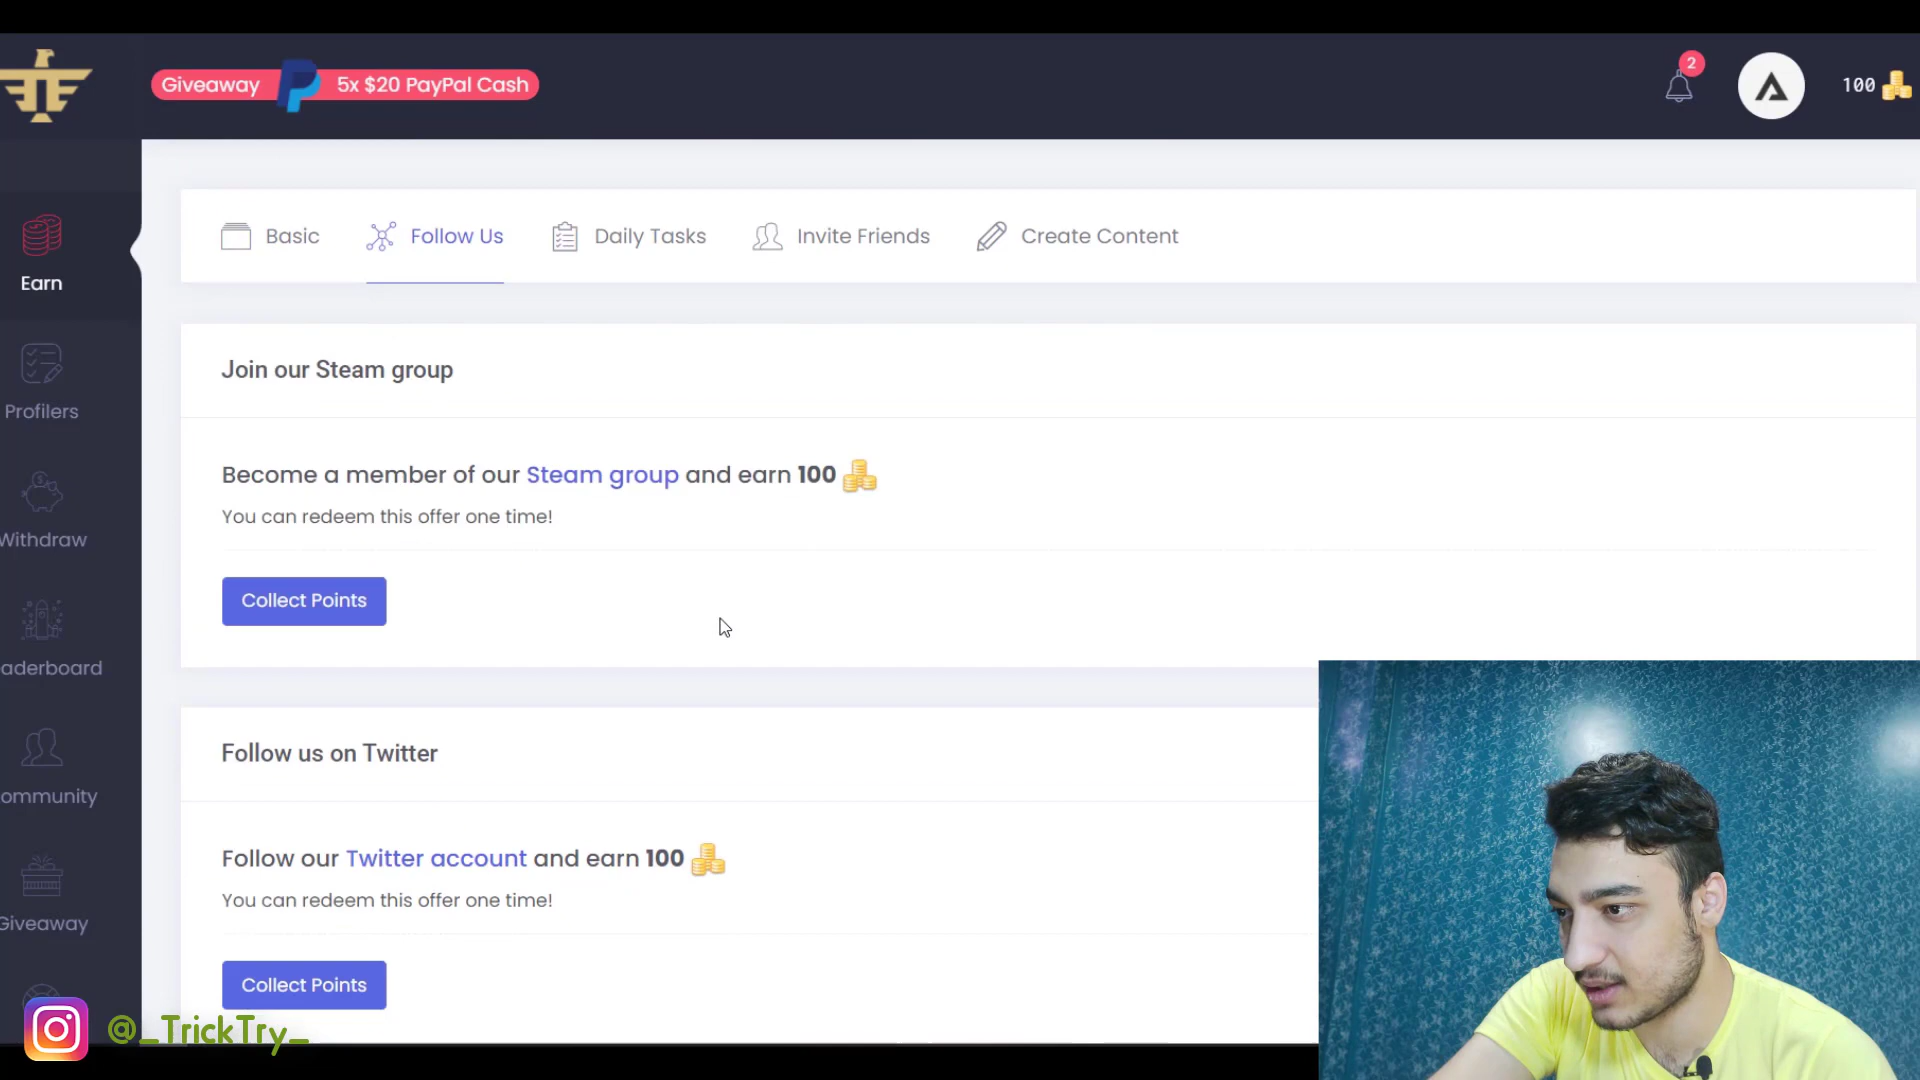 Giveaway 5x $20 PayPal Cash
2
100
Basic
Follow Us
Daily Tasks
Invite Friends
Create Content
Earn
Profilers
Withdraw
aderboard
ommunity
Giveaway
Join our Steam group
Become a member of our Steam group and earn 100
You can redeem this offer one time!
Collect Points
Follow us on Twitter
Follow our Twitter account and earn 100
You can redeem this offer one time!
Collect Points
@_TrickTry_